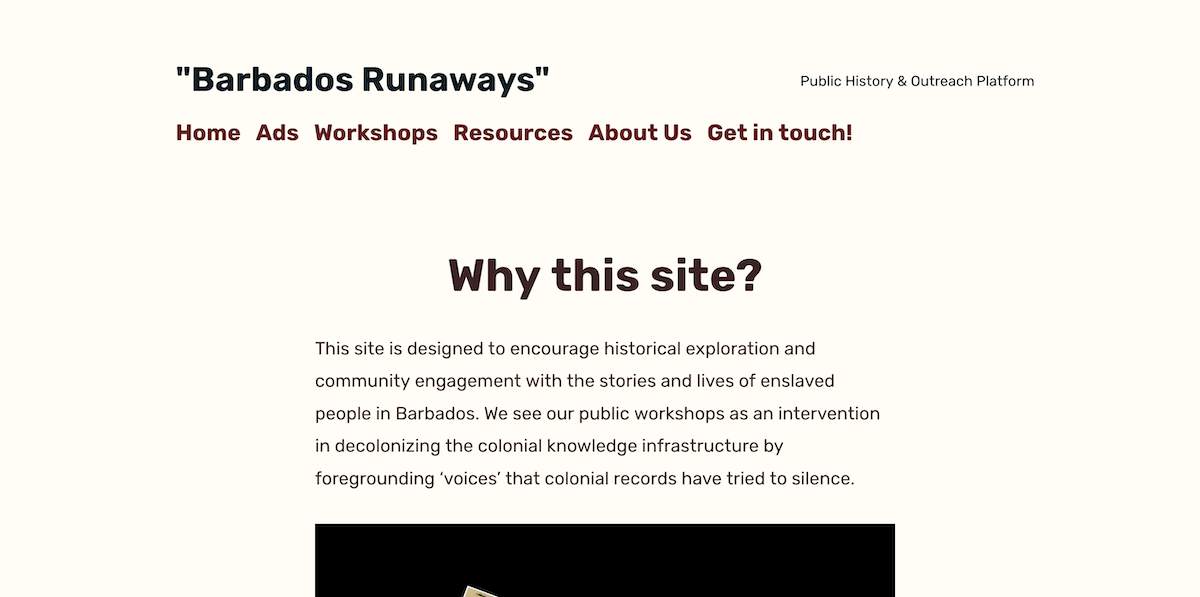 "Barbados Runaways"
Public History & Outreach Platform
Home Ads Workshops Resources About Us Get in touch!
Why this site?
This site is designed to encourage historical exploration and
community engagement with the stories and lives of enslaved
people in Barbados. We see our public workshops as an intervention
in decolonizing the colonial knowledge infrastructure by
foregrounding ‘voices’ that colonial records have tried to silence.